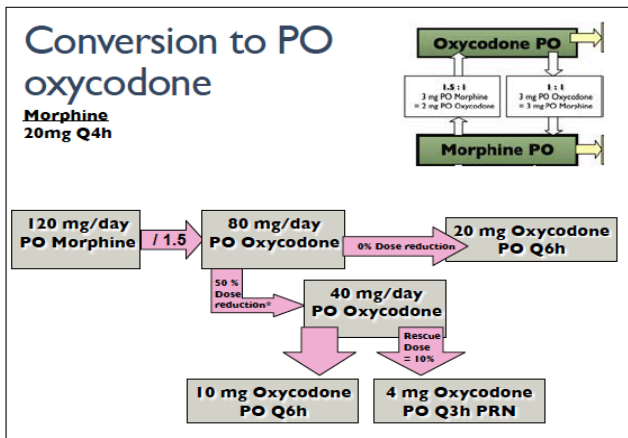 Conversion to PO
oxycodone
Morphine
20mg Q4h
Oxycodone PO
1.5 : 1
3 mg PO Morphine
= 2 mg PO Oxycodone
1 : 1
3 mg PO Oxycodone
= 3 mg PO Morphine
Morphine PO
120 mg/day
PO Morphine
/ 1.5
80 mg/day
PO Oxycodone
0% Dose reduction
20 mg Oxycodone
PO Q6h
50 %
Dose
reduction*
40 mg/day
PO Oxycodone
Rescue
Dose
= 10%
10 mg Oxycodone
PO Q6h
4 mg Oxycodone
PO Q3h PRN